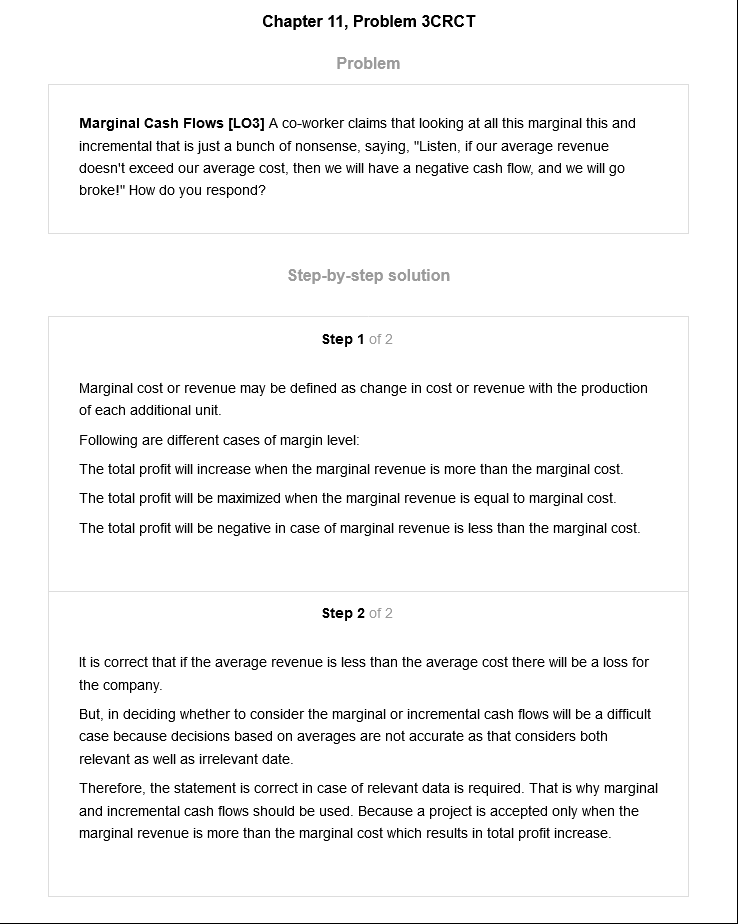 Chapter 11, Problem 3CRCT
Problem
Marginal Cash Flows [LO3] A co-worker claims that looking at all this marginal this and
incremental that is just a bunch of nonsense, saying, "Listen, if our average revenue
doesn't exceed our average cost, then we will have a negative cash flow, and we will go
broke!" How do you respond?
Step-by-step solution
Step 1 of 2
Marginal cost or revenue may be defined as change in cost or revenue with the production
of each additional unit.
Following are different cases of margin level:
The total profit will increase when the marginal revenue is more than the marginal cost.
The total profit will be maximized when the marginal revenue is equal to marginal cost.
The total profit will be negative in case of marginal revenue is less than the marginal cost.
Step 2 of 2
It is correct that if the average revenue is less than the average cost there will be a loss for
the company.
But, in deciding whether to consider the marginal or incremental cash flows will be a difficult
case because decisions based on averages are not accurate as that considers both
relevant as well as irrelevant date.
Therefore, the statement is correct in case of relevant data is required. That is why marginal
and incremental cash flows should be used. Because a project is accepted only when the
marginal revenue is more than the marginal cost which results in total profit increase.